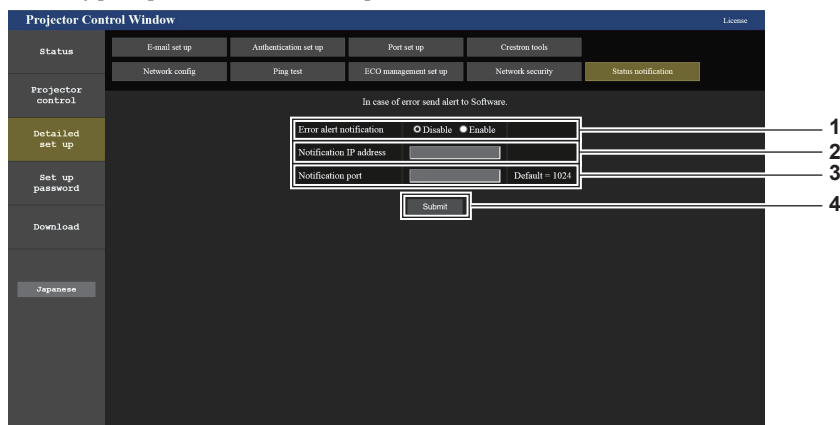 Projector Control Window
License
Status
E-mail set up
Authentication set up
Port set up
Crestron tools
Network config
Ping test
ECO management set up
Network security
Status notification
Projector
control
In case of error send alert to Software.
Detailed
set up
Error alert notification Disable Enable
1
Notification IP address
2
Notification port Default = 1024
3
Set up
password
Submit
4
Download
Japanese